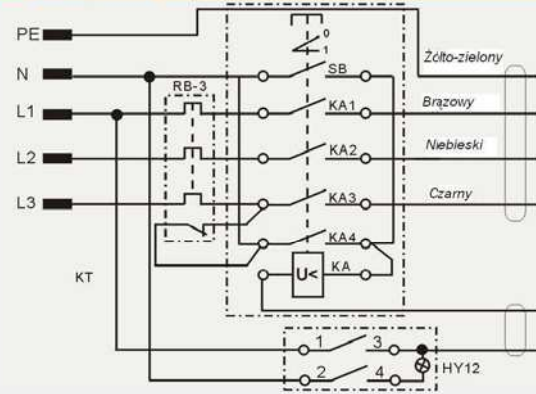 PE
0
1
Żółto-zielony
N
SB
RB-3
L1
KA1
Brązowy
L2
KA2
Niebieski
L3
KA3
Czarny
KA4
KT
U<
KA
1
3
2
4
HY12